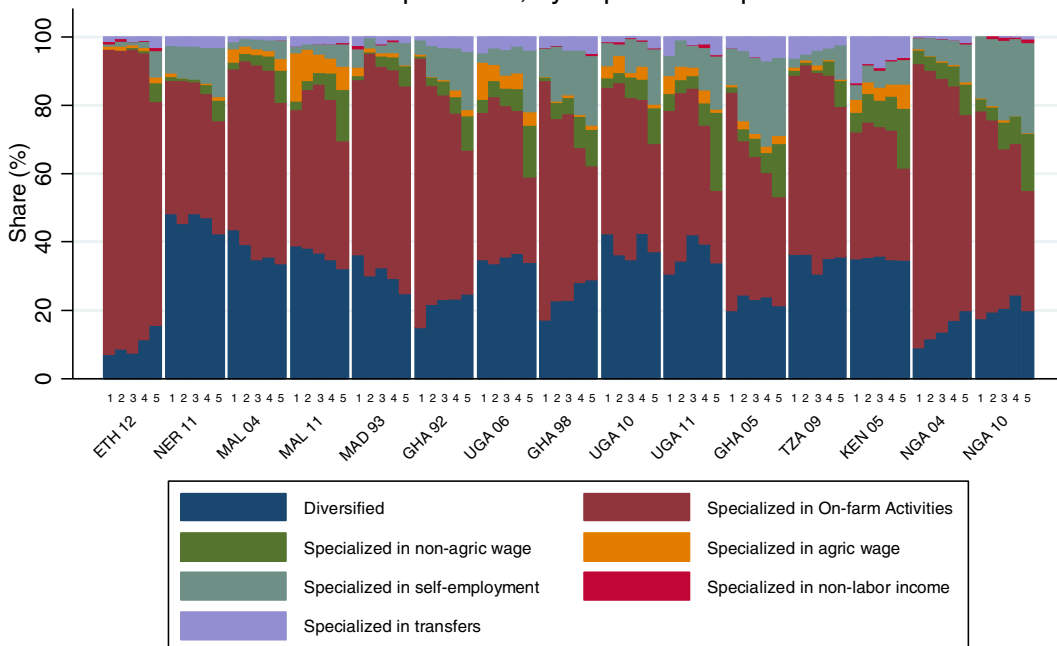 Share (%)
100
80
60
40
20
0
1 2 3 4 5 1 2 3 4 5 1 2 3 4 5 1 2 3 4 5 1 2 3 4 5 1 2 3 4 5 1 2 3 4 5 1 2 3 4 5 1 2 3 4 5 1 2 3 4 5 1 2 3 4 5 1 2 3 4 5 1 2 3 4 5 1 2 3 4 5 1 2 3 4 5
ETH 12 NER 11 MAL 04 MAL 11 MAD 93 GHA 92 UGA 06 GHA 98 UGA 10 UGA 11 GHA 05 TZA 09 KEN 05 NGA 04 NGA 10
Diversified Specialized in On-farm Activities
Specialized in non-agric wage Specialized in agric wage
Specialized in self-employment Specialized in non-labor income
Specialized in transfers